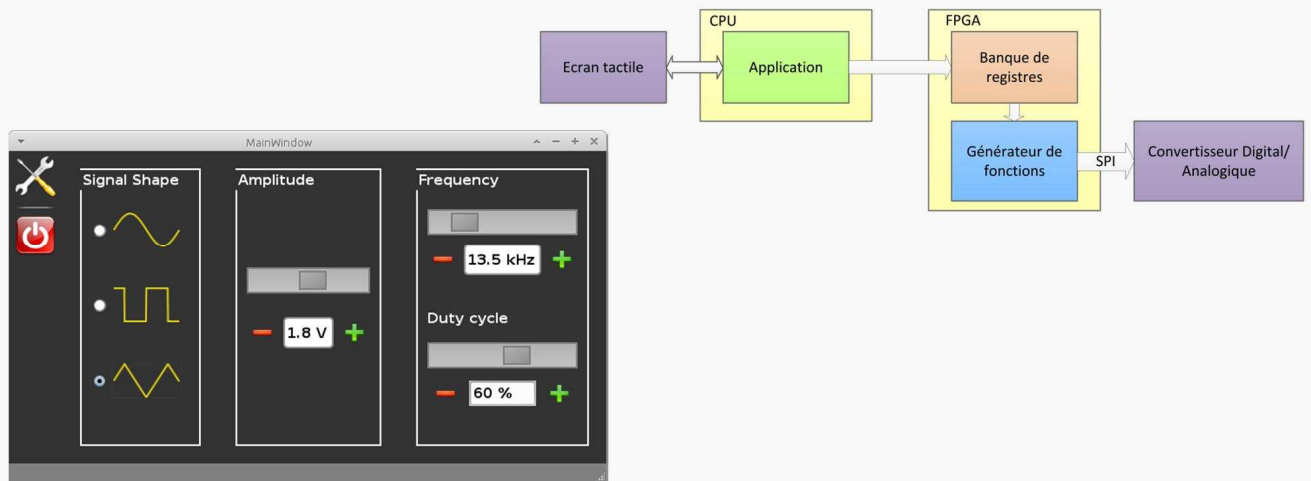 CPU
FPGA
Ecran tactile
Application
Banque de
registres
Générateur de
fonctions
SPI
Convertisseur Digital/
Analogique
MainWindow
Signal Shape
Amplitude
1.8 V
Frequency
13.5 kHz
Duty cycle
60 %